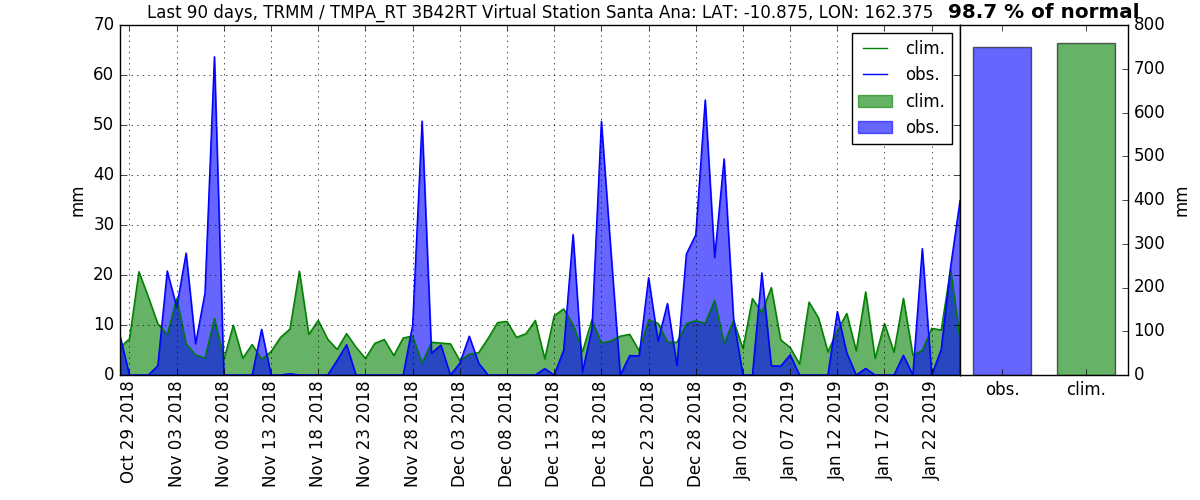 Last 90 days, TRMM / TMPA_RT 3B42RT Virtual Station Santa Ana: LAT: -10.875, LON: 162.375
98.7 % of normal
70
60
50
40
30
20
10
0
mm
clim.
obs.
clim.
obs.
800
700
600
500
400
300
200
100
0
mm
obs.
clim.
Oct 29 2018
Nov 03 2018
Nov 08 2018
Nov 13 2018
Nov 18 2018
Nov 23 2018
Nov 28 2018
Dec 03 2018
Dec 08 2018
Dec 13 2018
Dec 18 2018
Dec 23 2018
Dec 28 2018
Jan 02 2019
Jan 07 2019
Jan 12 2019
Jan 17 2019
Jan 22 2019